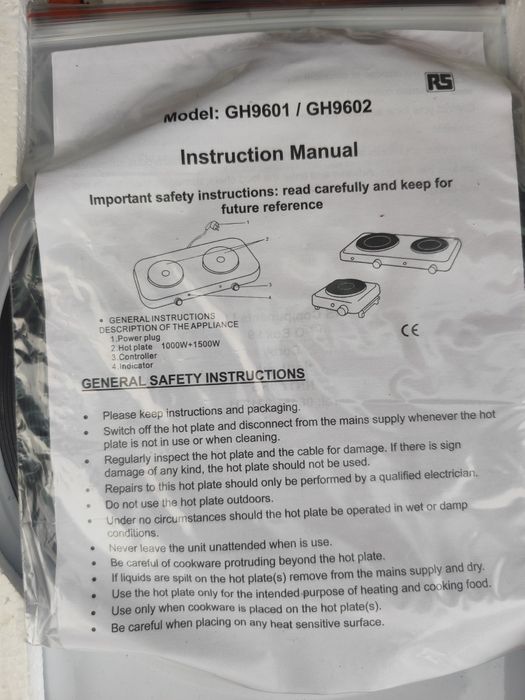 RS
Model: GH9601 / GH9602
Instruction Manual
Important safety instructions: read carefully and keep for
future reference
1
2
3
4
• GENERAL INSTRUCTIONS
DESCRIPTION OF THE APPLIANCE
1.Power plug
2.Hot plate 1000W+1500W
3.Controller
4.Indicator
CE
GENERAL SAFETY INSTRUCTIONS
• Please keep instructions and packaging.
• Switch off the hot plate and disconnect from the mains supply whenever the hot
plate is not in use or when cleaning.
• Regularly inspect the hot plate and the cable for damage. If there is sign
damage of any kind, the hot plate should not be used.
• Repairs to this hot plate should only be performed by a qualified electrician.
• Do not use the hot plate outdoors.
• Under no circumstances should the hot plate be operated in wet or damp
conditions.
• Never leave the unit unattended when is use.
• Be careful of cookware protruding beyond the hot plate.
• If liquids are spilt on the hot plate(s) remove from the mains supply and dry.
• Use the hot plate only for the intended purpose of heating and cooking food.
• Use only when cookware is placed on the hot plate(s).
• Be careful when placing on any heat sensitive surface.